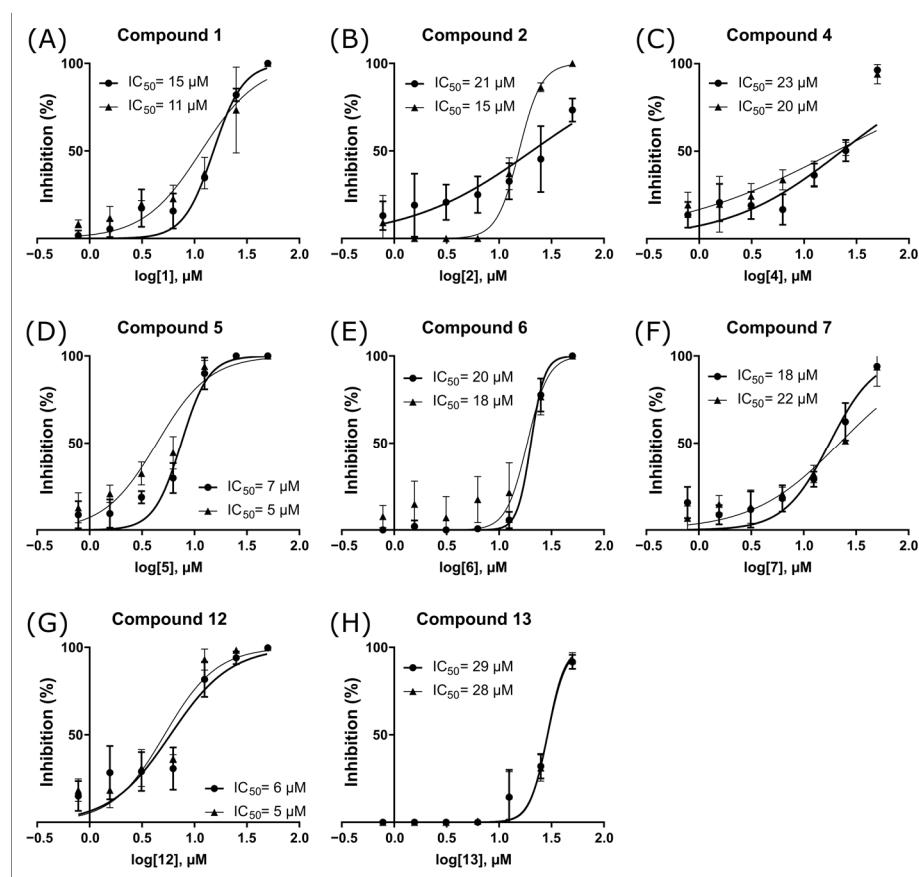 (A) Compound 1
Inhibition (%)
100
50
IC50= 15 µM
IC50= 11 µM
−0.5 0.0 0.5 1.0 1.5 2.0
log[1], µM
(B) Compound 2
Inhibition (%)
100
50
IC50= 21 µM
IC50= 15 µM
−0.5 0.0 0.5 1.0 1.5 2.0
log[2], µM
(C) Compound 4
Inhibition (%)
100
50
IC50= 23 µM
IC50= 20 µM
−0.5 0.0 0.5 1.0 1.5 2.0
log[4], µM
(D) Compound 5
Inhibition (%)
100
50
IC50= 7 µM
IC50= 5 µM
−0.5 0.0 0.5 1.0 1.5 2.0
log[5], µM
(E) Compound 6
Inhibition (%)
100
50
IC50= 20 µM
IC50= 18 µM
−0.5 0.0 0.5 1.0 1.5 2.0
log[6], µM
(F) Compound 7
Inhibition (%)
100
50
IC50= 18 µM
IC50= 22 µM
−0.5 0.0 0.5 1.0 1.5 2.0
log[7], µM
(G) Compound 12
Inhibition (%)
100
50
IC50= 6 µM
IC50= 5 µM
−0.5 0.0 0.5 1.0 1.5 2.0
log[12], µM
(H) Compound 13
Inhibition (%)
100
50
IC50= 29 µM
IC50= 28 µM
−0.5 0.0 0.5 1.0 1.5 2.0
log[13], µM